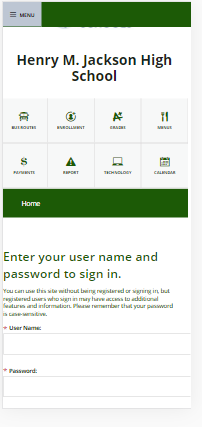 MENU
Henry M. Jackson High
School
BUS ROUTES
ENROLLMENT
GRADES
MENUS
PAYMENTS
REPORT
TECHNOLOGY
CALENDAR
Home
Enter your user name and
password to sign in.
You can use this site without being registered or signing in, but
registered users who sign in may have access to additional
features and information. Please remember that your password
is case-sensitive.
* User Name:
* Password: